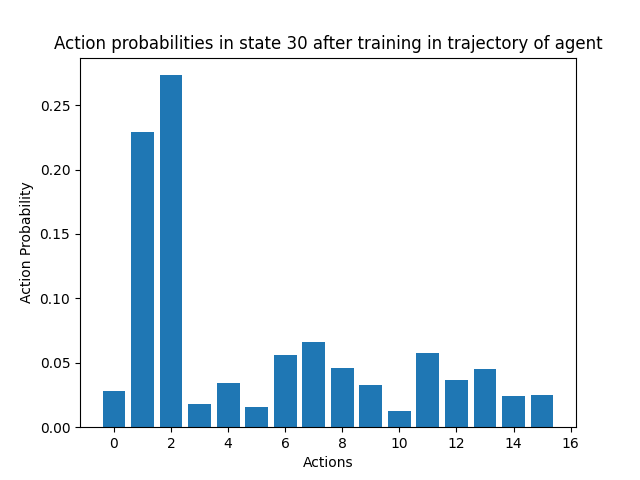 Action probabilities in state 30 after training in trajectory of agent
0.25
0.20
0.15
0.10
0.05
0.00
Action Probability
0 2 4 6 8 10 12 14 16
Actions